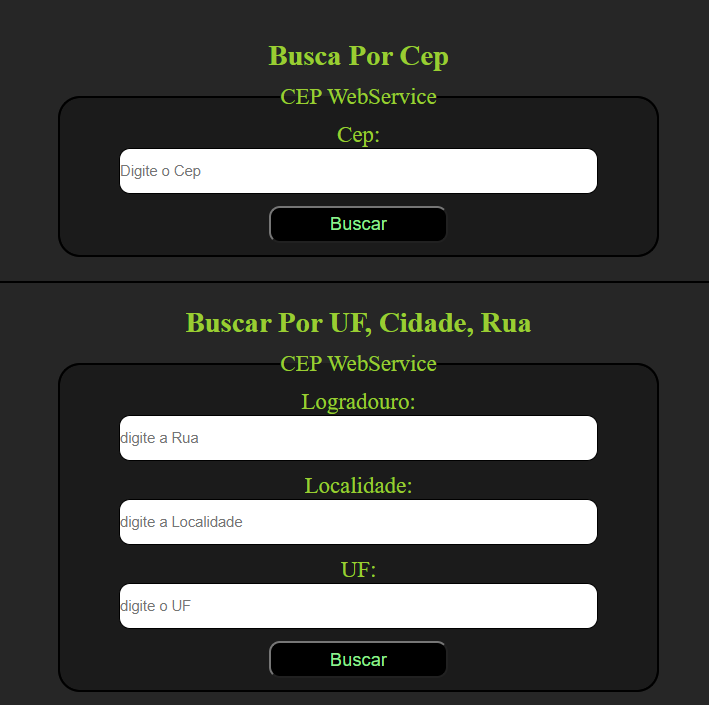 Busca Por Cep
CEP WebService
Cep:
Digite o Cep
Buscar
Buscar Por UF, Cidade, Rua
CEP WebService
Logradouro:
digite a Rua
Localidade:
digite a Localidade
UF:
digite o UF
Buscar